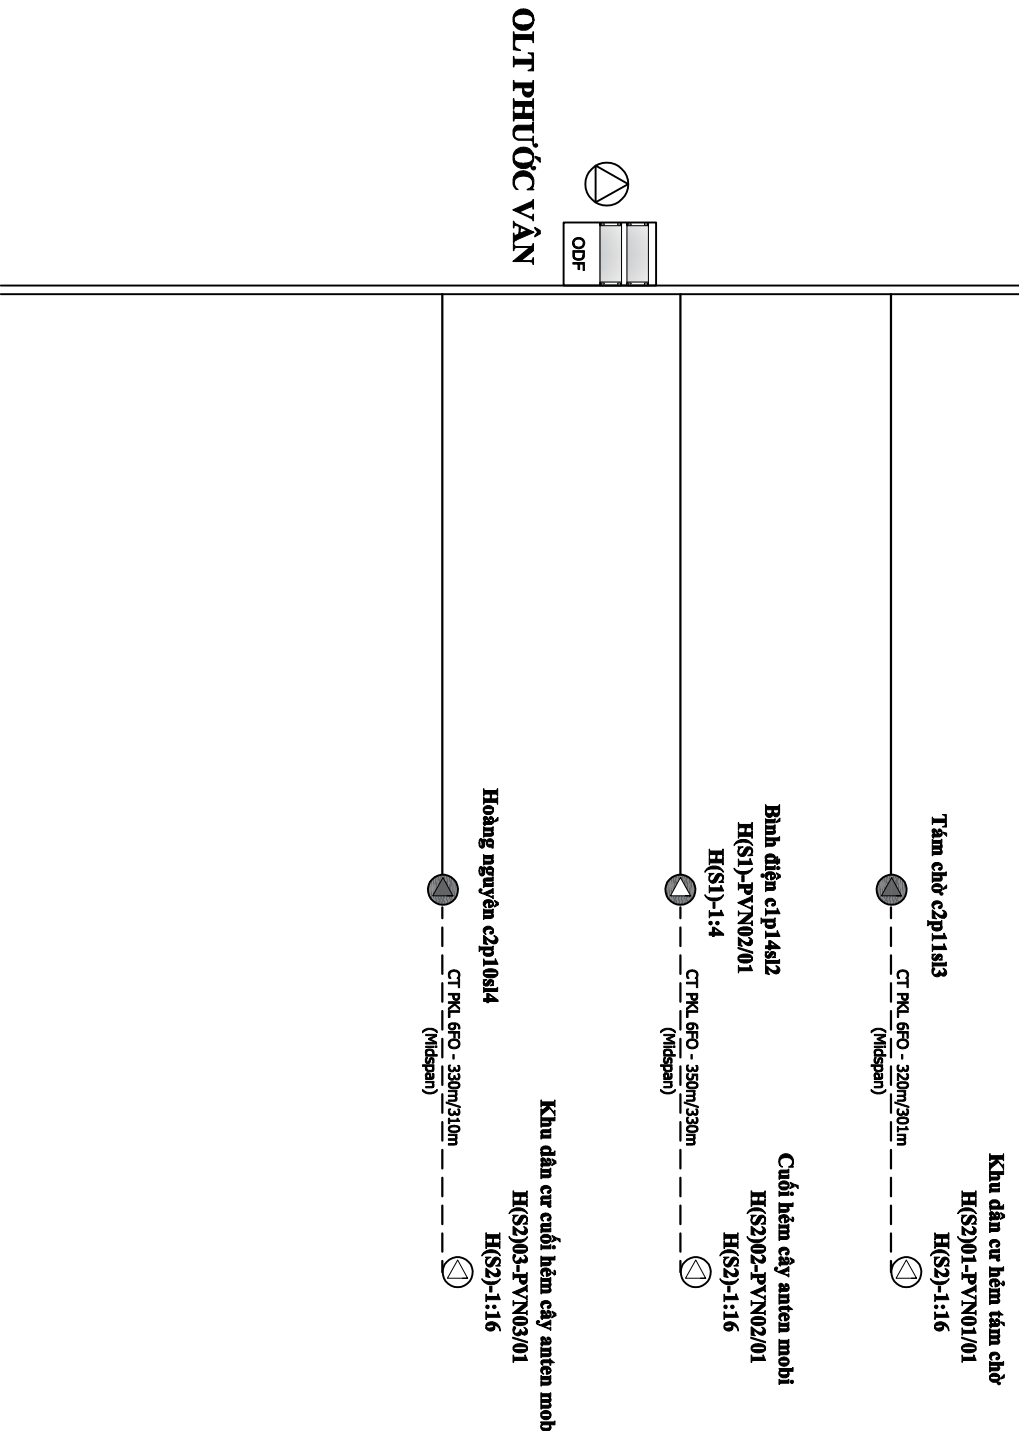 OLT PHƯỚC VÂN
ODF
Tám chờ c2p11sl3
CT PKL 6FO - 320m/301m
(Midspan)
Khu dân cư hẻm tám chờ
H(S2)01-PVN01/01
H(S2)-1:16
Bình điện c1p14sl2
H(S1)-PVN02/01
H(S1)-1:4
CT PKL 6FO - 350m/330m
(Midspan)
Cuối hẻm cây anten mobi
H(S2)02-PVN02/01
H(S2)-1:16
Hoàng nguyên c2p10sl4
CT PKL 6FO - 330m/310m
(Midspan)
Khu dân cư cuối hẻm cây anten mob
H(S2)03-PVN03/01
H(S2)-1:16